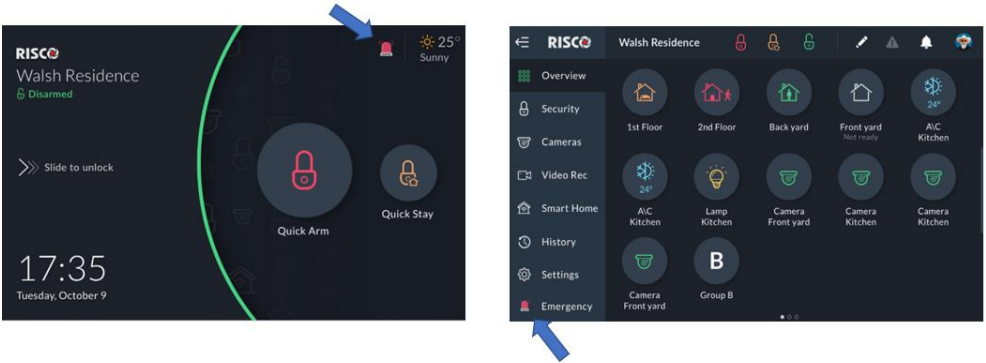 RISCO
Walsh Residence
Disarmed
25°
Sunny
Slide to unlock
Quick Arm
Quick Stay
17:35
Tuesday, October 9
RISCO
Walsh Residence
Overview
Security
Cameras
Video Rec
Smart Home
History
Settings
Emergency
1st Floor
2nd Floor
Back yard
Front yard
Not ready
24°
A\C
Kitchen
24°
A\C
Kitchen
Lamp
Kitchen
Camera
Front yard
Camera
Kitchen
Camera
Kitchen
Camera
Front yard
B
Group B